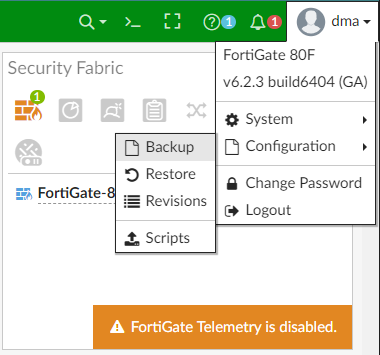 1
1
dma
FortiGate 80F
v6.2.3 build6404 (GA)
System
Configuration
Change Password
Logout
Security Fabric
1
Backup
Restore
Revisions
Scripts
FortiGate-8
FortiGate Telemetry is disabled.